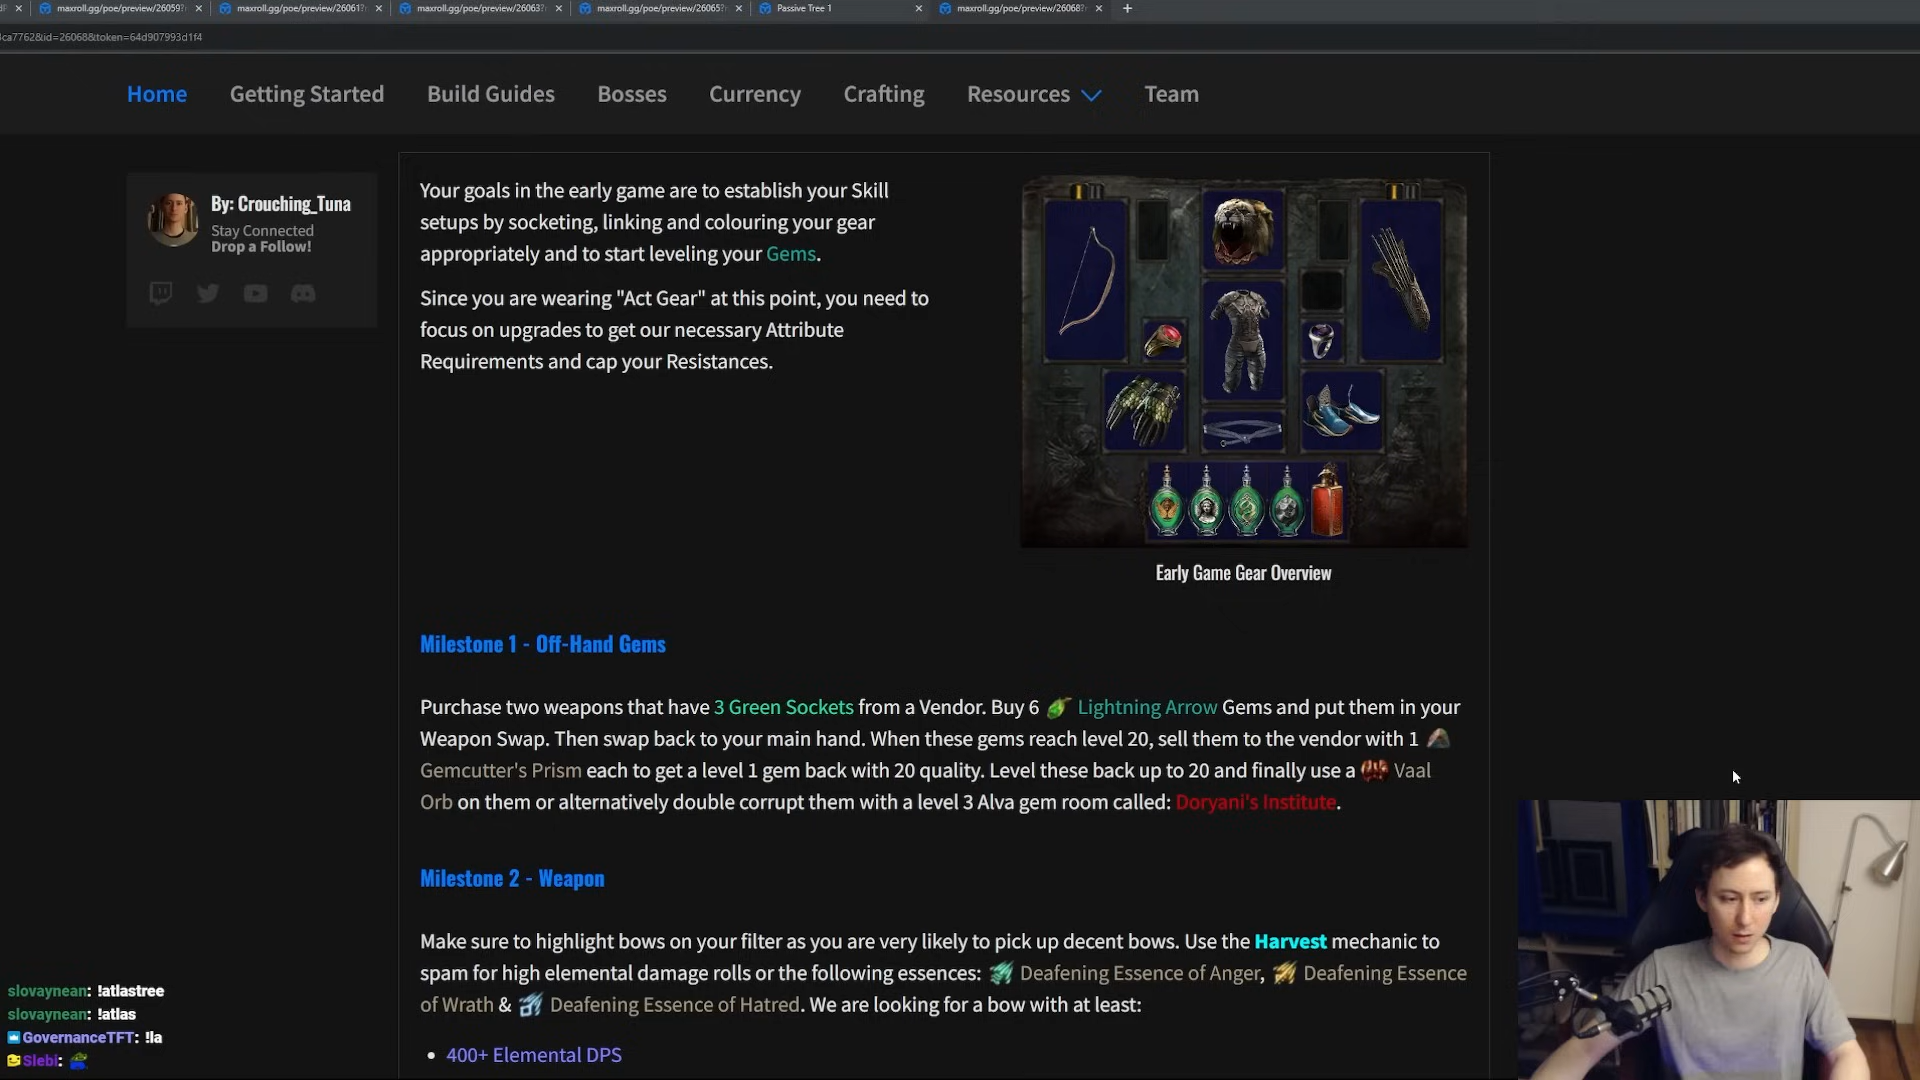 maxroll.gg/poe/preview/26059?
maxroll.gg/poe/preview/26061?
maxroll.gg/poe/preview/26063?
maxroll.gg/poe/preview/26065?
Passive Tree 1
maxroll.gg/poe/preview/26068?
ca7762&id=26068&token=64d907993d1f4
Home Getting Started Build Guides Bosses Currency Crafting Resources Team
By: Crouching_Tuna
Stay Connected
Drop a Follow!
Your goals in the early game are to establish your Skill
setups by socketing, linking and colouring your gear
appropriately and to start leveling your Gems.
Since you are wearing "Act Gear" at this point, you need to
focus on upgrades to get our necessary Attribute
Requirements and cap your Resistances.
Early Game Gear Overview
Milestone 1 - Off-Hand Gems
Purchase two weapons that have 3 Green Sockets from a Vendor. Buy 6 Lightning Arrow Gems and put them in your
Weapon Swap. Then swap back to your main hand. When these gems reach level 20, sell them to the vendor with 1
Gemcutter's Prism each to get a level 1 gem back with 20 quality. Level these back up to 20 and finally use a Vaal
Orb on them or alternatively double corrupt them with a level 3 Alva gem room called: Doryani's Institute.
Milestone 2 - Weapon
Make sure to highlight bows on your filter as you are very likely to pick up decent bows. Use the Harvest mechanic to
spam for high elemental damage rolls or the following essences: Deafening Essence of Anger, Deafening Essence
of Wrath & Deafening Essence of Hatred. We are looking for a bow with at least:
• 400+ Elemental DPS
slovaynean: !atlastree
slovaynean: !atlas
GovernanceTFT: !la
Slebi: